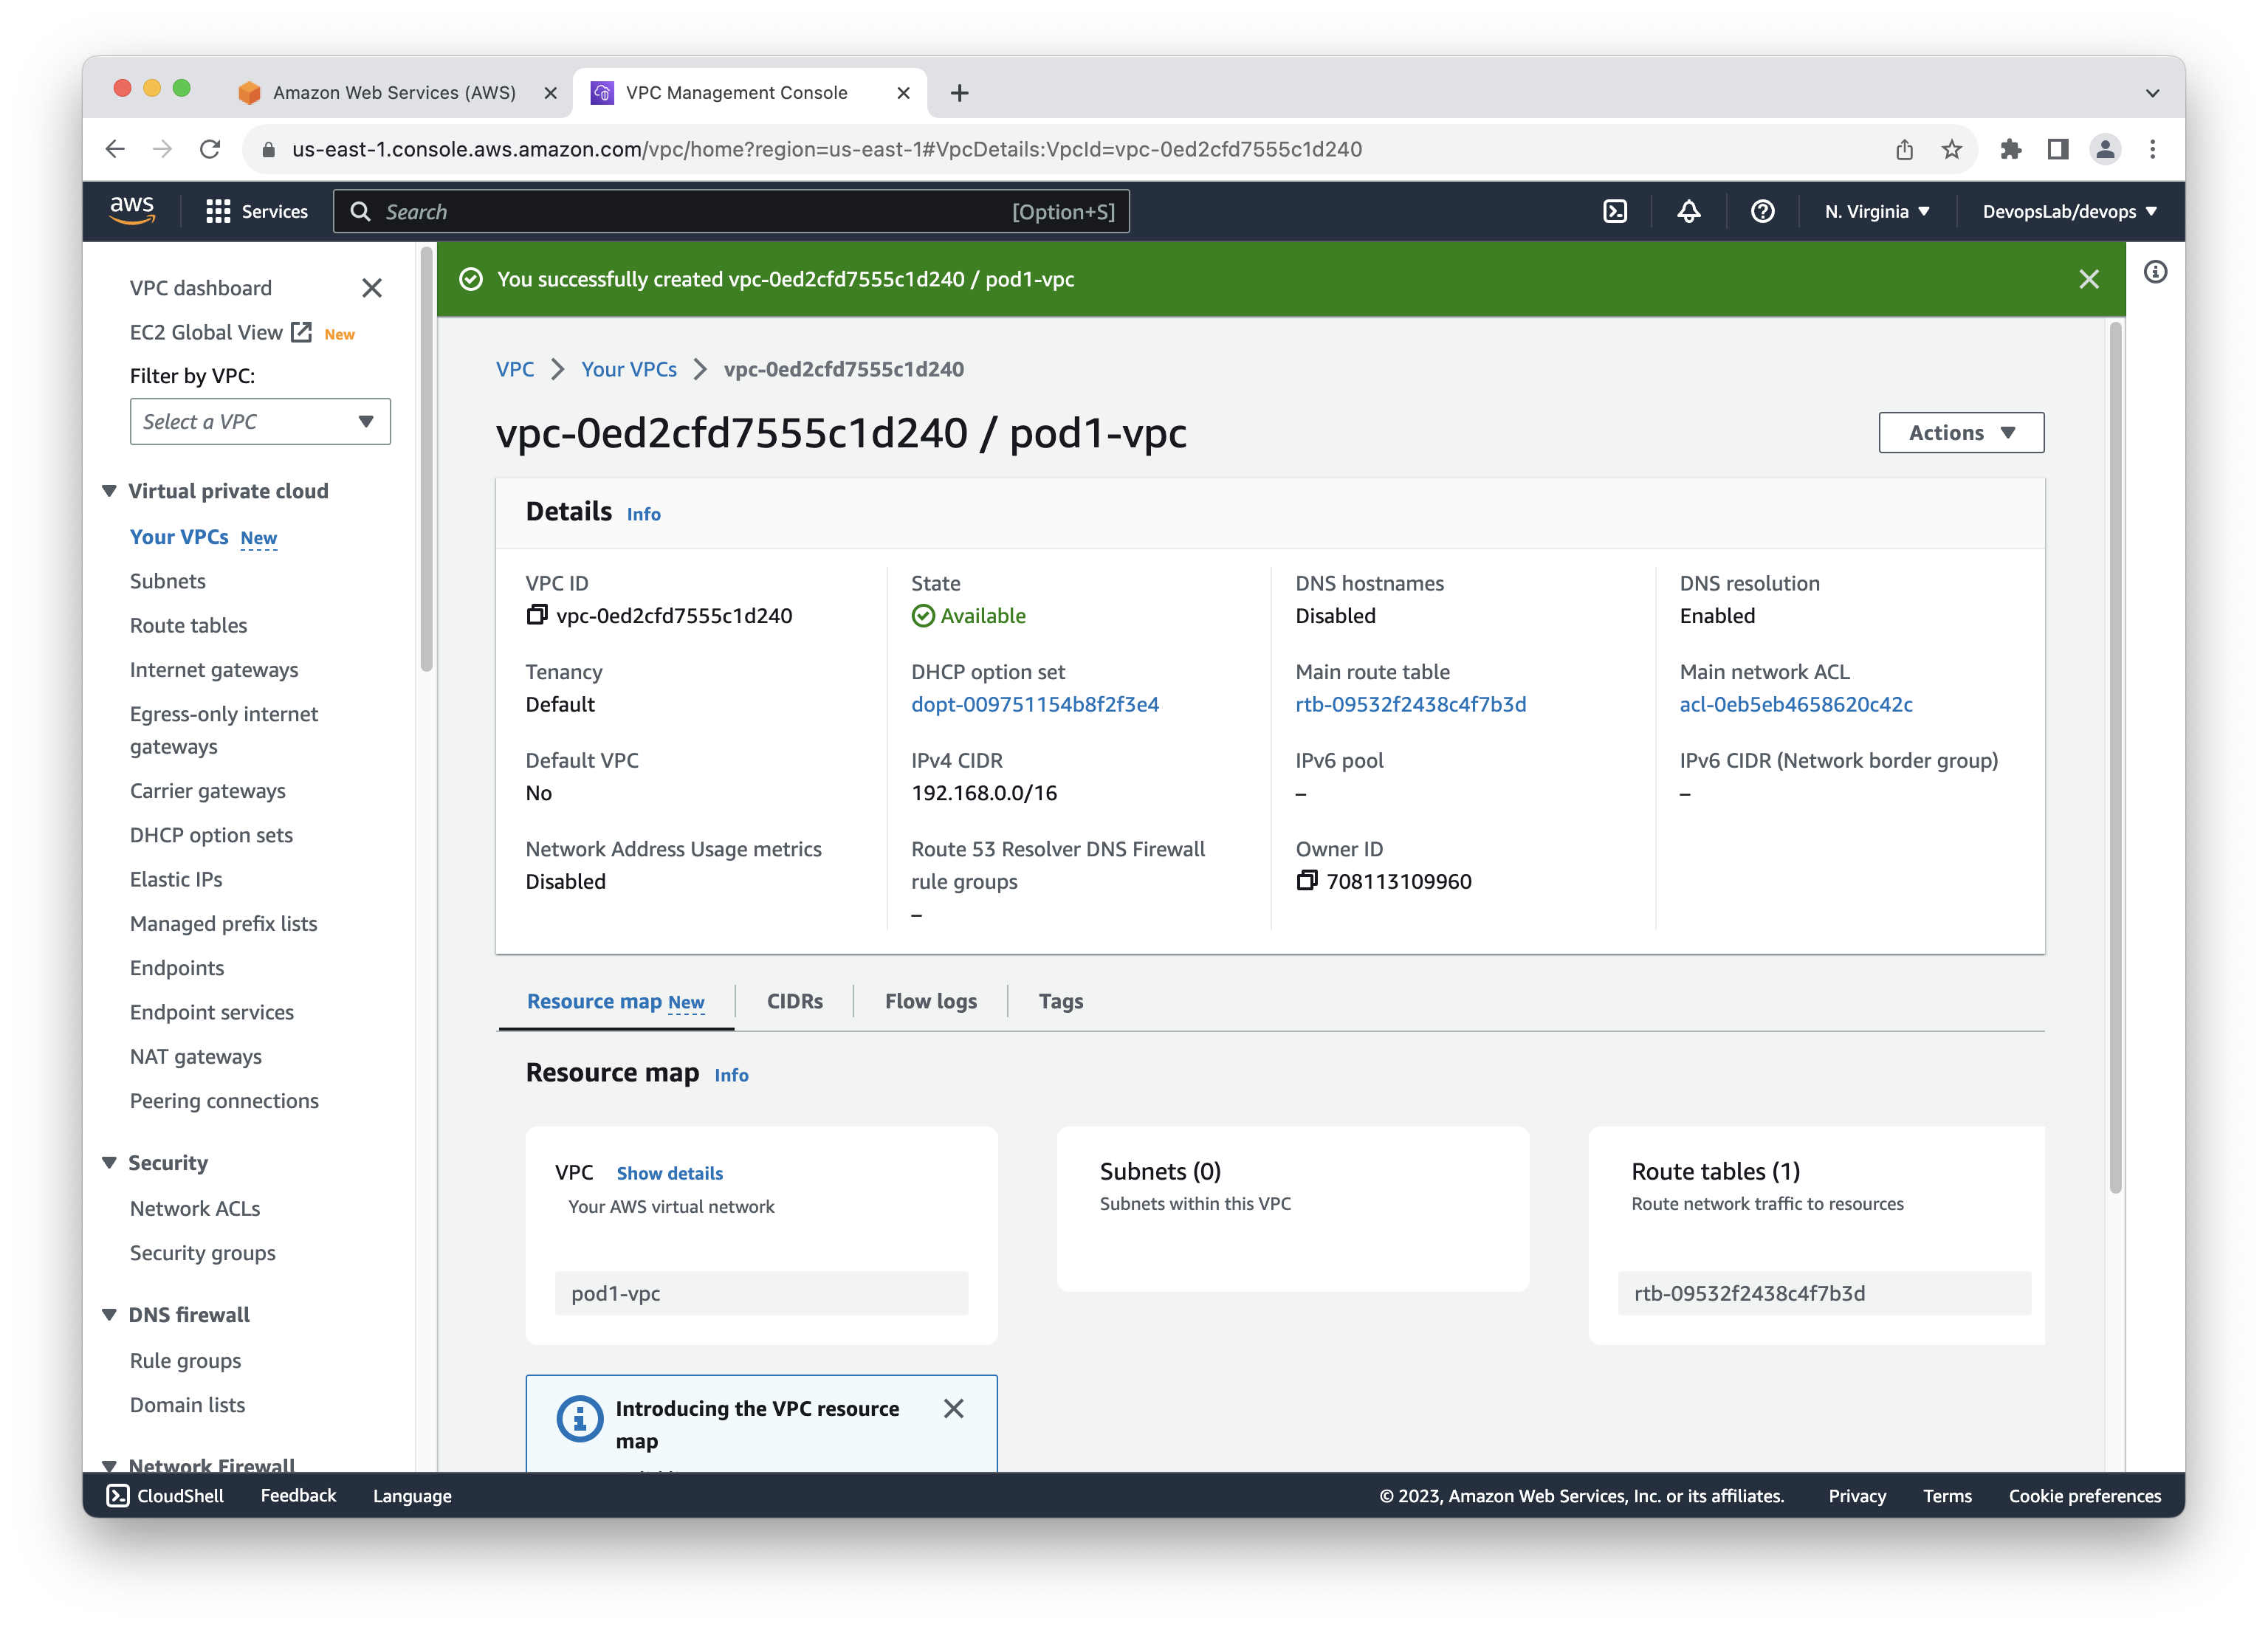 Amazon Web Services (AWS)
VPC Management Console
us-east-1.console.aws.amazon.com/vpc/home?region=us-east-1#VpcDetails:VpcId=vpc-0ed2cfd7555c1d240
aws
Services
Search
[Option+S]
N. Virginia
DevopsLab/devops
VPC dashboard
EC2 Global View New
Filter by VPC:
Select a VPC
Virtual private cloud
Your VPCs New
Subnets
Route tables
Internet gateways
Egress-only internet
gateways
Carrier gateways
DHCP option sets
Elastic IPs
Managed prefix lists
Endpoints
Endpoint services
NAT gateways
Peering connections
Security
Network ACLs
Security groups
DNS firewall
Rule groups
Domain lists
Network Firewall
You successfully created vpc-0ed2cfd7555c1d240 / pod1-vpc
VPC
Your VPCs
vpc-0ed2cfd7555c1d240
vpc-0ed2cfd7555c1d240 / pod1-vpc
Actions
Details Info
VPC ID
vpc-0ed2cfd7555c1d240
State
Available
DNS hostnames
Disabled
DNS resolution
Enabled
Tenancy
Default
DHCP option set
dopt-009751154b8f2f3e4
Main route table
rtb-09532f2438c4f7b3d
Main network ACL
acl-0eb5eb4658620c42c
Default VPC
No
IPv4 CIDR
192.168.0.0/16
IPv6 pool
–
IPv6 CIDR (Network border group)
–
Network Address Usage metrics
Disabled
Route 53 Resolver DNS Firewall
rule groups
–
Owner ID
708113109960
Resource map New
CIDRs
Flow logs
Tags
Resource map Info
VPC Show details
Your AWS virtual network
pod1-vpc
Subnets (0)
Subnets within this VPC
Route tables (1)
Route network traffic to resources
rtb-09532f2438c4f7b3d
Introducing the VPC resource
map
CloudShell
Feedback
Language
© 2023, Amazon Web Services, Inc. or its affiliates.
Privacy
Terms
Cookie preferences